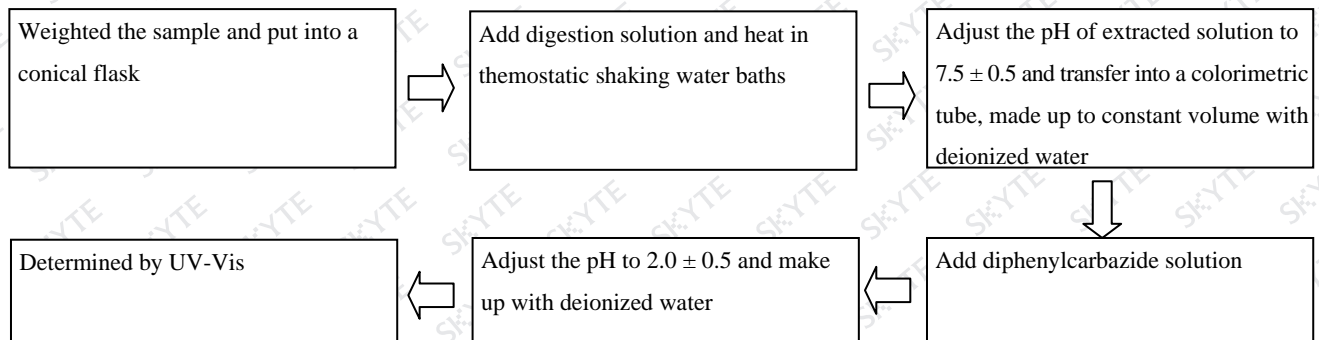 Weighted the sample and put into a
conical flask
Add digestion solution and heat in
themostatic shaking water baths
Adjust the pH of extracted solution to
7.5 ± 0.5 and transfer into a colorimetric
tube, made up to constant volume with
deionized water
Add diphenylcarbazide solution
Adjust the pH to 2.0 ± 0.5 and make
up with deionized water
Determined by UV-Vis
SKYTE